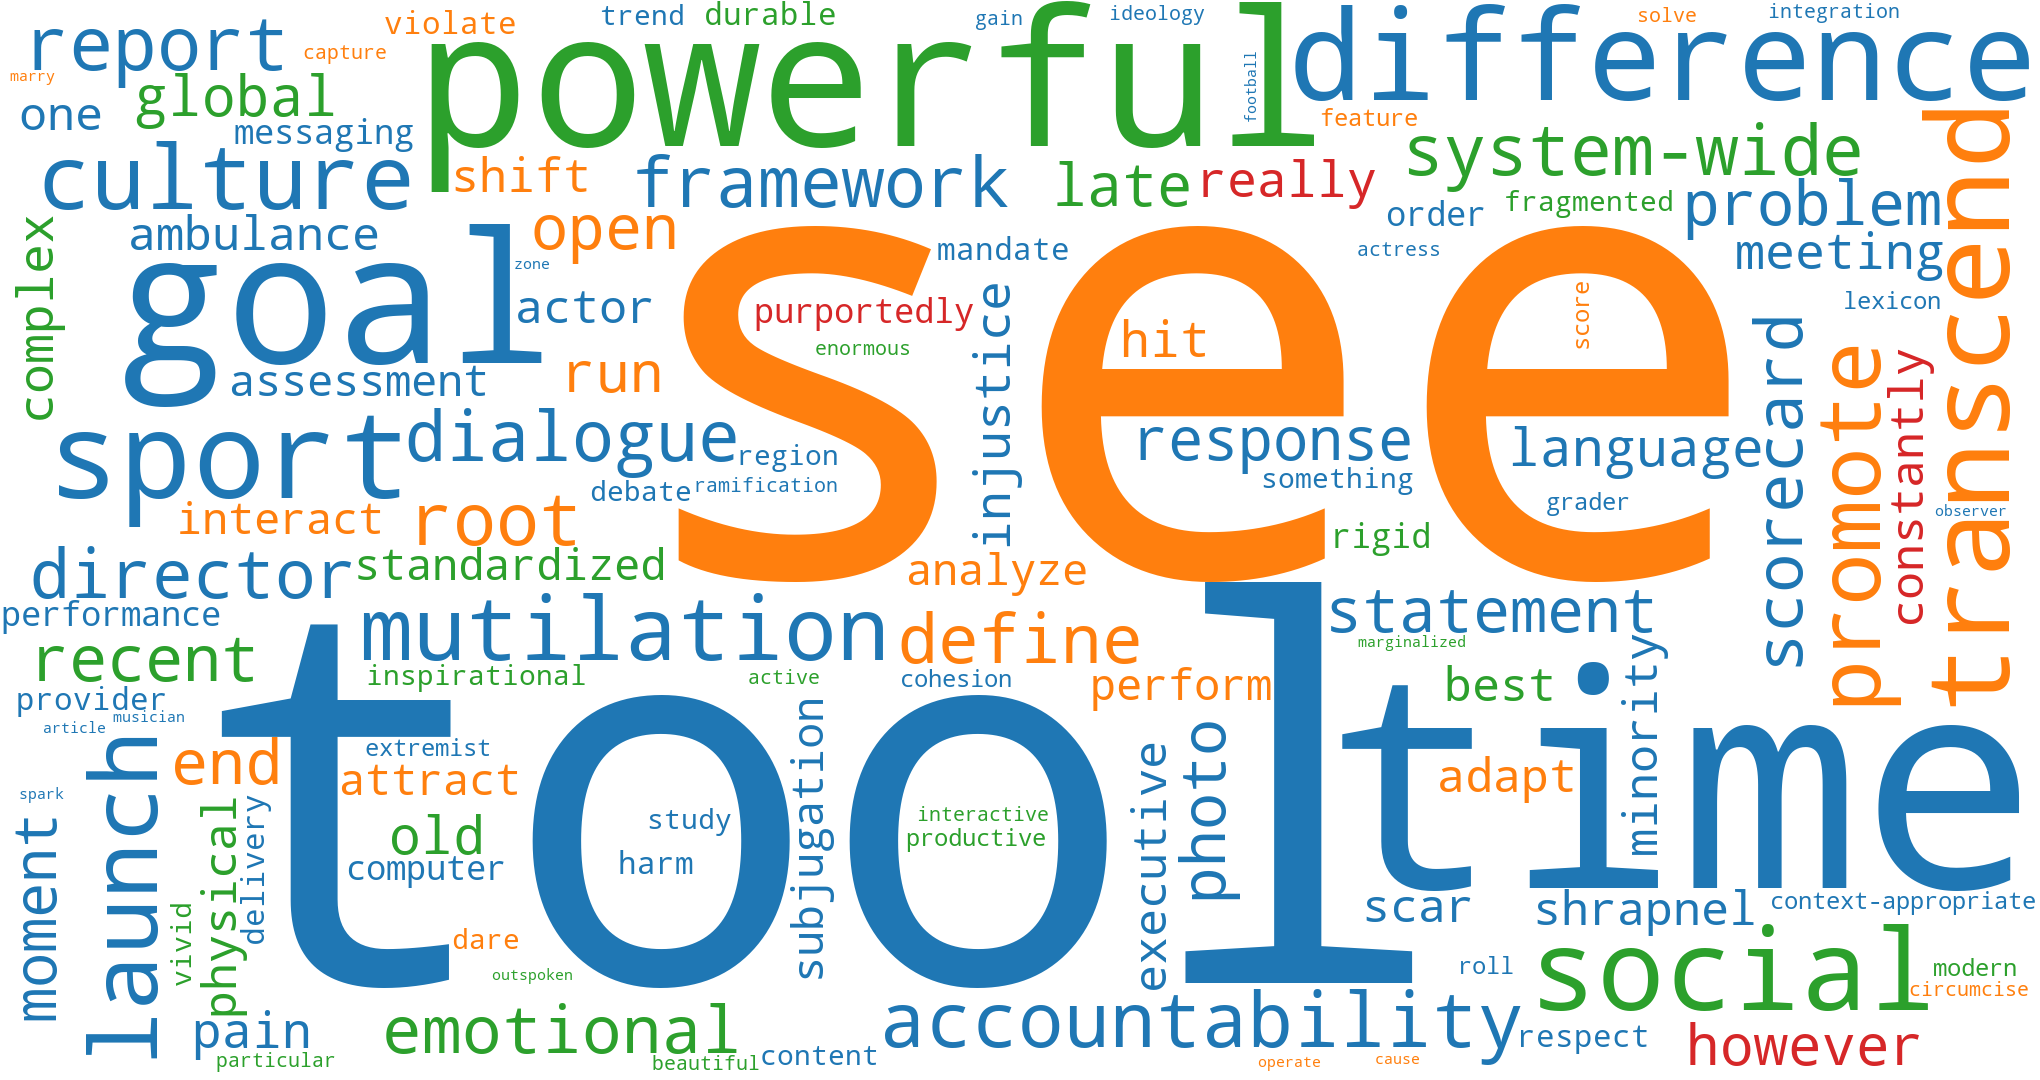 report
violate
trend
durable
gain
ideology
solve
integration
capture
marry
powerful
difference
global
one
messaging
football
feature
culture
shift
framework
late
really
system-wide
fragmented
problem
order
transcend
ambulance
open
mandate
actress
meeting
complex
goal
zone
actor
see
purportedly
enormous
injustice
hit
score
lexicon
assessment
run
sport
dialogue
region
debate
ramification
response
something
language
grader
scorecard
promote
constantly
observer
interact
root
rigid
director
standardized
analyze
performance
mutilation
define
statement
marginalized
recent
inspirational
active
cohesion
perform
best
minority
provider
article
musician
tool
time
launch
end
extremist
attract
subjugation
executive
photo
adapt
spark
moment
vivid
physical
delivery
old
computer
study
harm
interactive
productive
scar
shrapnel
context-appropriate
dare
outspoken
roll
social
modern
circumcise
pain
particular
emotional
beautiful
content
accountability
operate
cause
respect
however